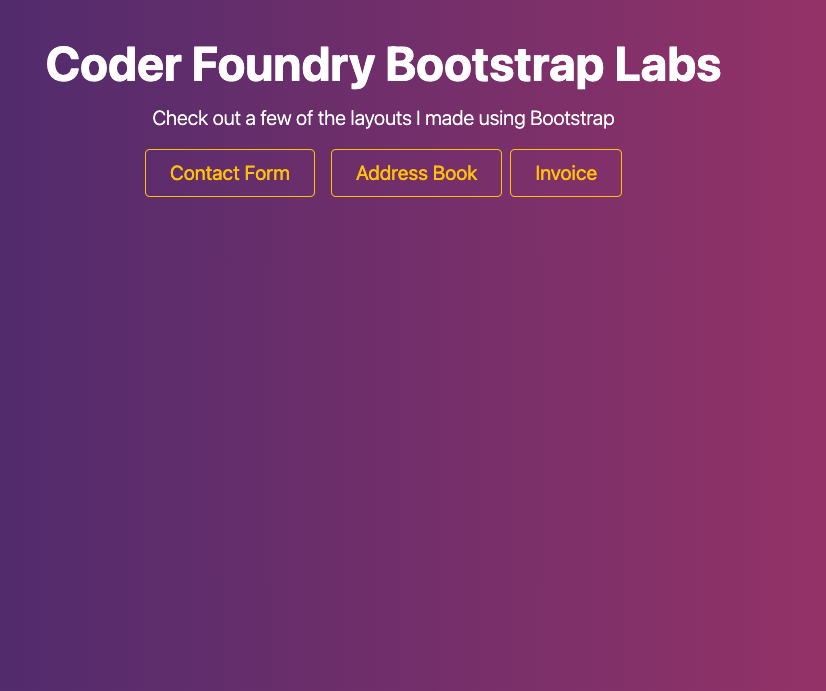 Coder Foundry Bootstrap Labs
Check out a few of the layouts I made using Bootstrap
Contact Form Address Book Invoice